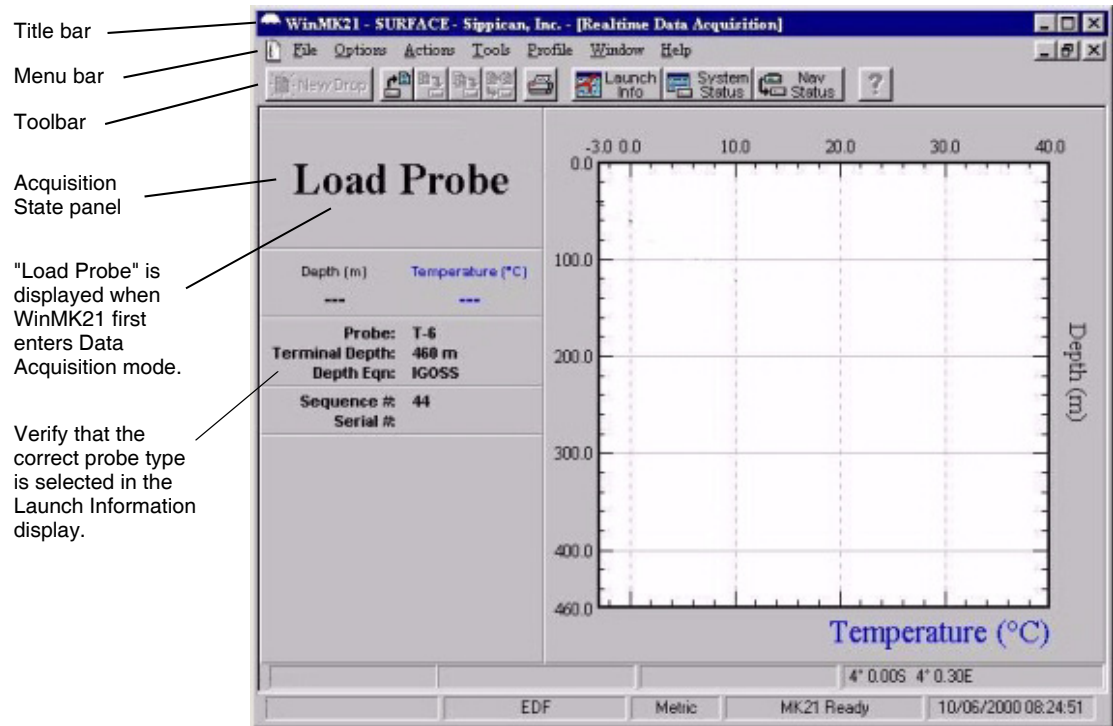 Title bar
Menu bar
Toolbar
Acquisition
State panel
"Load Probe" is
displayed when
WinMK21 first
enters Data
Acquisition mode.
Verify that the
correct probe type
is selected in the
Launch Information
display.
WinMK21 - SURFACE - Sippican, Inc. - [Realtime Data Acquisition]
File Options Actions Tools Profile Window Help
New Drop Launch Info System Status Nav Status ?
Load Probe
Depth (m) Temperature (°C)
--- ---
Probe: T-6
Terminal Depth: 460 m
Depth Eqn: IGOSS
Sequence #: 44
Serial #:
-3.0 0.0 10.0 20.0 30.0 40.0
0.0
100.0
200.0
300.0
400.0
460.0
Depth (m)
Temperature (°C)
4° 0.00S 4° 0.30E
EDF Metric MK21 Ready 10/06/2000 08:24:51